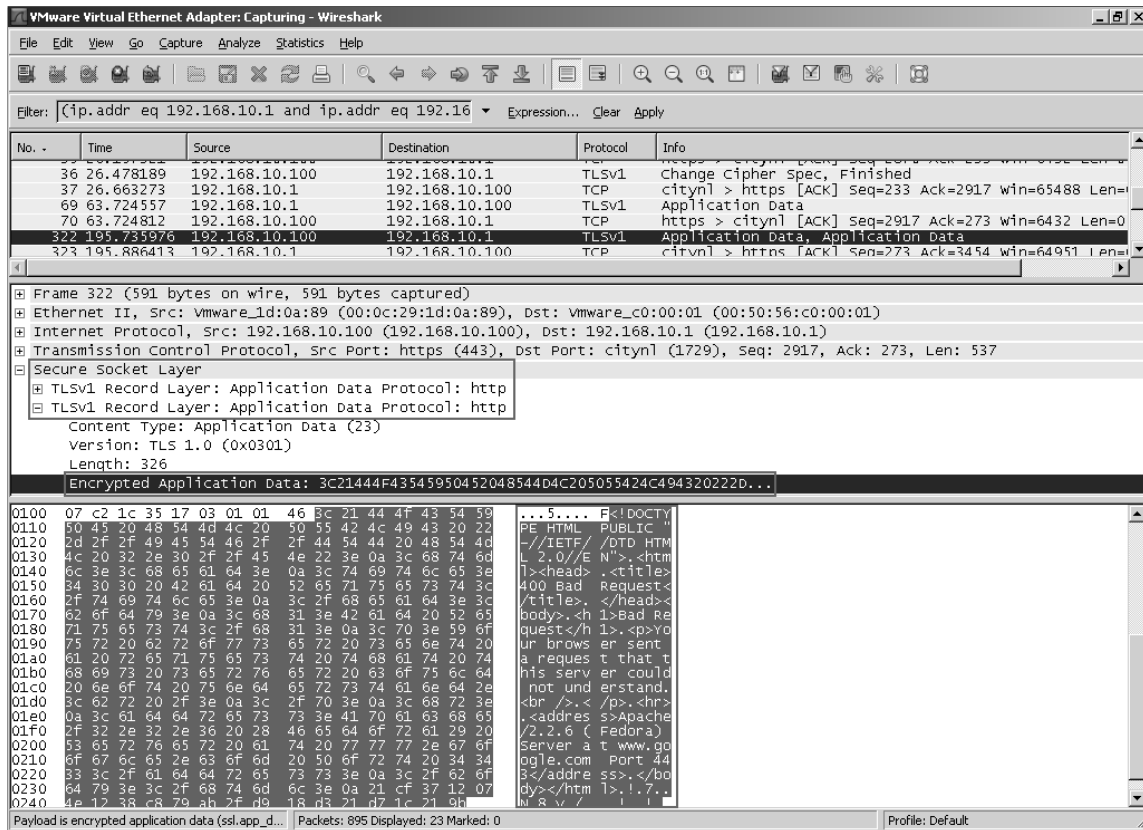 VMware Virtual Ethernet Adapter: Capturing - Wireshark
File Edit View Go Capture Analyze Statistics Help
Filter: (ip.addr eq 192.168.10.1 and ip.addr eq 192.16 Expression... Clear Apply
No. - Time Source Destination Protocol Info
36 26.478189 192.168.10.100 192.168.10.1 TLSv1 Change Cipher Spec, Finished
37 26.663273 192.168.10.1 192.168.10.100 TCP citynl > https [ACK] Seq=233 Ack=2917 Win=65488 Len=
69 63.724557 192.168.10.1 192.168.10.100 TLSv1 Application Data
70 63.724812 192.168.10.100 192.168.10.1 TCP https > citynl [ACK] Seq=2917 Ack=273 Win=6432 Len=0
322 195.735976 192.168.10.100 192.168.10.1 TLSv1 Application Data, Application Data
323 195.886413 192.168.10.1 192.168.10.100 TCP citynl > https [ACK] Seq=273 Ack=3454 Win=64951 Len=
Frame 322 (591 bytes on wire, 591 bytes captured)
Ethernet II, Src: Vmware_1d:0a:89 (00:0c:29:1d:0a:89), Dst: Vmware_c0:00:01 (00:50:56:c0:00:01)
Internet Protocol, Src: 192.168.10.100 (192.168.10.100), Dst: 192.168.10.1 (192.168.10.1)
Transmission Control Protocol, Src Port: https (443), Dst Port: citynl (1729), Seq: 2917, Ack: 273, Len: 537
Secure Socket Layer
TLSv1 Record Layer: Application Data Protocol: http
TLSv1 Record Layer: Application Data Protocol: http
Content Type: Application Data (23)
Version: TLS 1.0 (0x0301)
Length: 326
Encrypted Application Data: 3C21444F43545950452048544D4C205055424C494320222D...
0100 07 c2 1c 35 17 03 01 01 46 3c 21 44 4f 43 54 59 ...5.... F<!DOCTY
0110 50 45 20 48 54 4d 4c 20 50 55 42 4c 49 43 20 22 PE HTML PUBLIC "
0120 2d 2f 2f 49 45 54 46 2f 2f 44 54 44 20 48 54 4d -//IETF/ /DTD HTM
0130 4c 20 32 2e 30 2f 2f 45 4e 22 3e 0a 3c 68 74 6d L 2.0//E N">.<htm
0140 6c 3e 3c 68 65 61 64 3e 0a 3c 74 69 74 6c 65 3e l><head> .<title>
0150 34 30 30 20 42 61 64 20 52 65 71 75 65 73 74 3c 400 Bad Request<
0160 2f 74 69 74 6c 65 3e 0a 3c 2f 68 65 61 64 3e 3c /title>. </head><
0170 62 6f 64 79 3e 0a 3c 68 31 3e 42 61 64 20 52 65 body>.<h 1>Bad Re
0180 71 75 65 73 74 3c 2f 68 31 3e 0a 3c 70 3e 59 6f quest</h 1>.<p>Yo
0190 75 72 20 62 72 6f 77 73 65 72 20 73 65 6e 74 20 ur brows er sent
01a0 61 20 72 65 71 75 65 73 74 20 74 68 61 74 20 74 a reques t that t
01b0 68 69 73 20 73 65 72 76 65 72 20 63 6f 75 6c 64 his serv er could
01c0 20 6e 6f 74 20 75 6e 64 65 72 73 74 61 6e 64 2e not und erstand.
01d0 3c 62 72 20 2f 3e 0a 3c 2f 70 3e 0a 3c 68 72 3e <br />.< /p>.<hr>
01e0 0a 3c 61 64 64 72 65 73 73 3e 41 70 61 63 68 65 .<addres s>Apache
01f0 2f 32 2e 32 2e 36 20 28 46 65 64 6f 72 61 29 20 /2.2.6 ( Fedora)
0200 53 65 72 76 65 72 20 61 74 20 77 77 77 2e 67 6f Server a t www.go
0210 6f 67 6c 65 2e 63 6f 6d 20 50 6f 72 74 20 34 34 ogle.com Port 44
0220 33 3c 2f 61 64 64 72 65 73 73 3e 0a 3c 2f 62 6f 3</addre ss>.</bo
0230 64 79 3e 3c 2f 68 74 6d 6c 3e 0a 21 cf 37 12 07 dy></htm l>.!.7..
0240 4e 12 38 c8 79 ab 2f d9 18 d3 21 d7 1c 21 9b
Payload is encrypted application data (ssl.app_d... Packets: 895 Displayed: 23 Marked: 0 Profile: Default